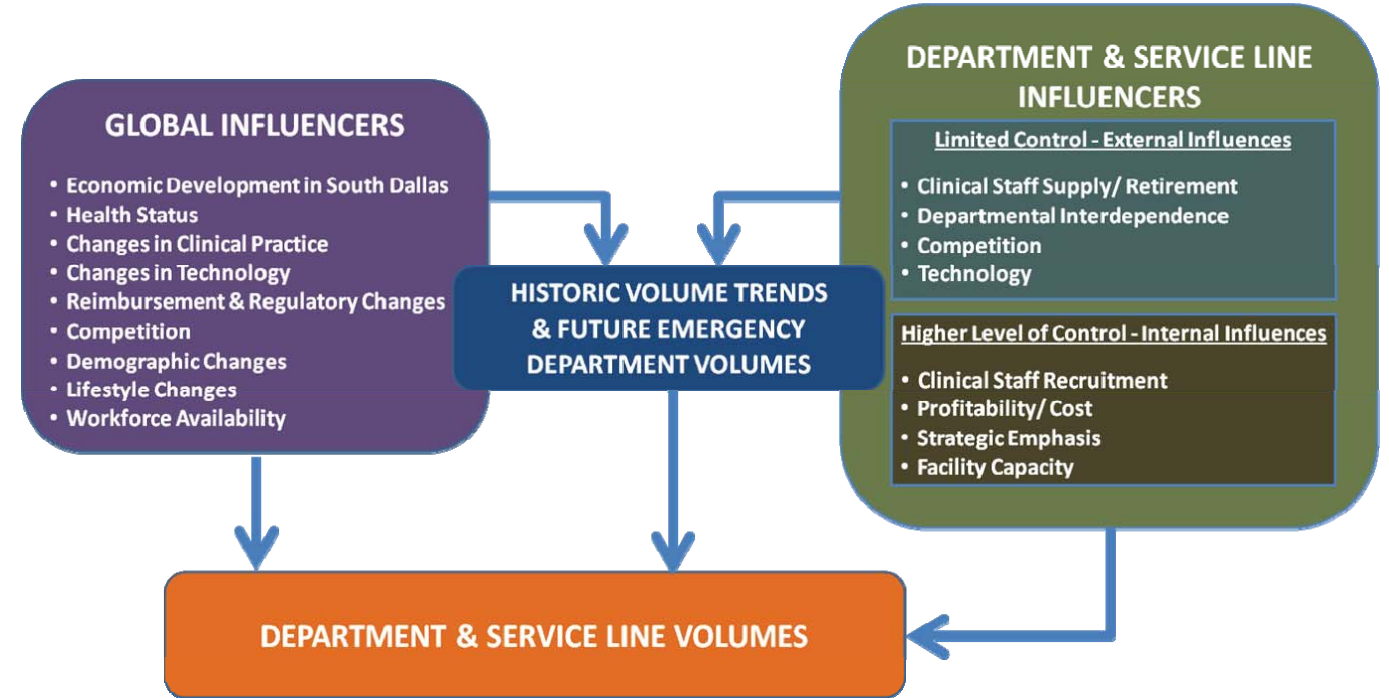 GLOBAL INFLUENCERS
• Economic Development in South Dallas
• Health Status
• Changes in Clinical Practice
• Changes in Technology
• Reimbursement & Regulatory Changes
• Competition
• Demographic Changes
• Lifestyle Changes
• Workforce Availability
HISTORIC VOLUME TRENDS
& FUTURE EMERGENCY
DEPARTMENT VOLUMES
DEPARTMENT & SERVICE LINE
INFLUENCERS
Limited Control - External Influences
• Clinical Staff Supply/ Retirement
• Departmental Interdependence
• Competition
• Technology
Higher Level of Control - Internal Influences
• Clinical Staff Recruitment
• Profitability/ Cost
• Strategic Emphasis
• Facility Capacity
DEPARTMENT & SERVICE LINE VOLUMES